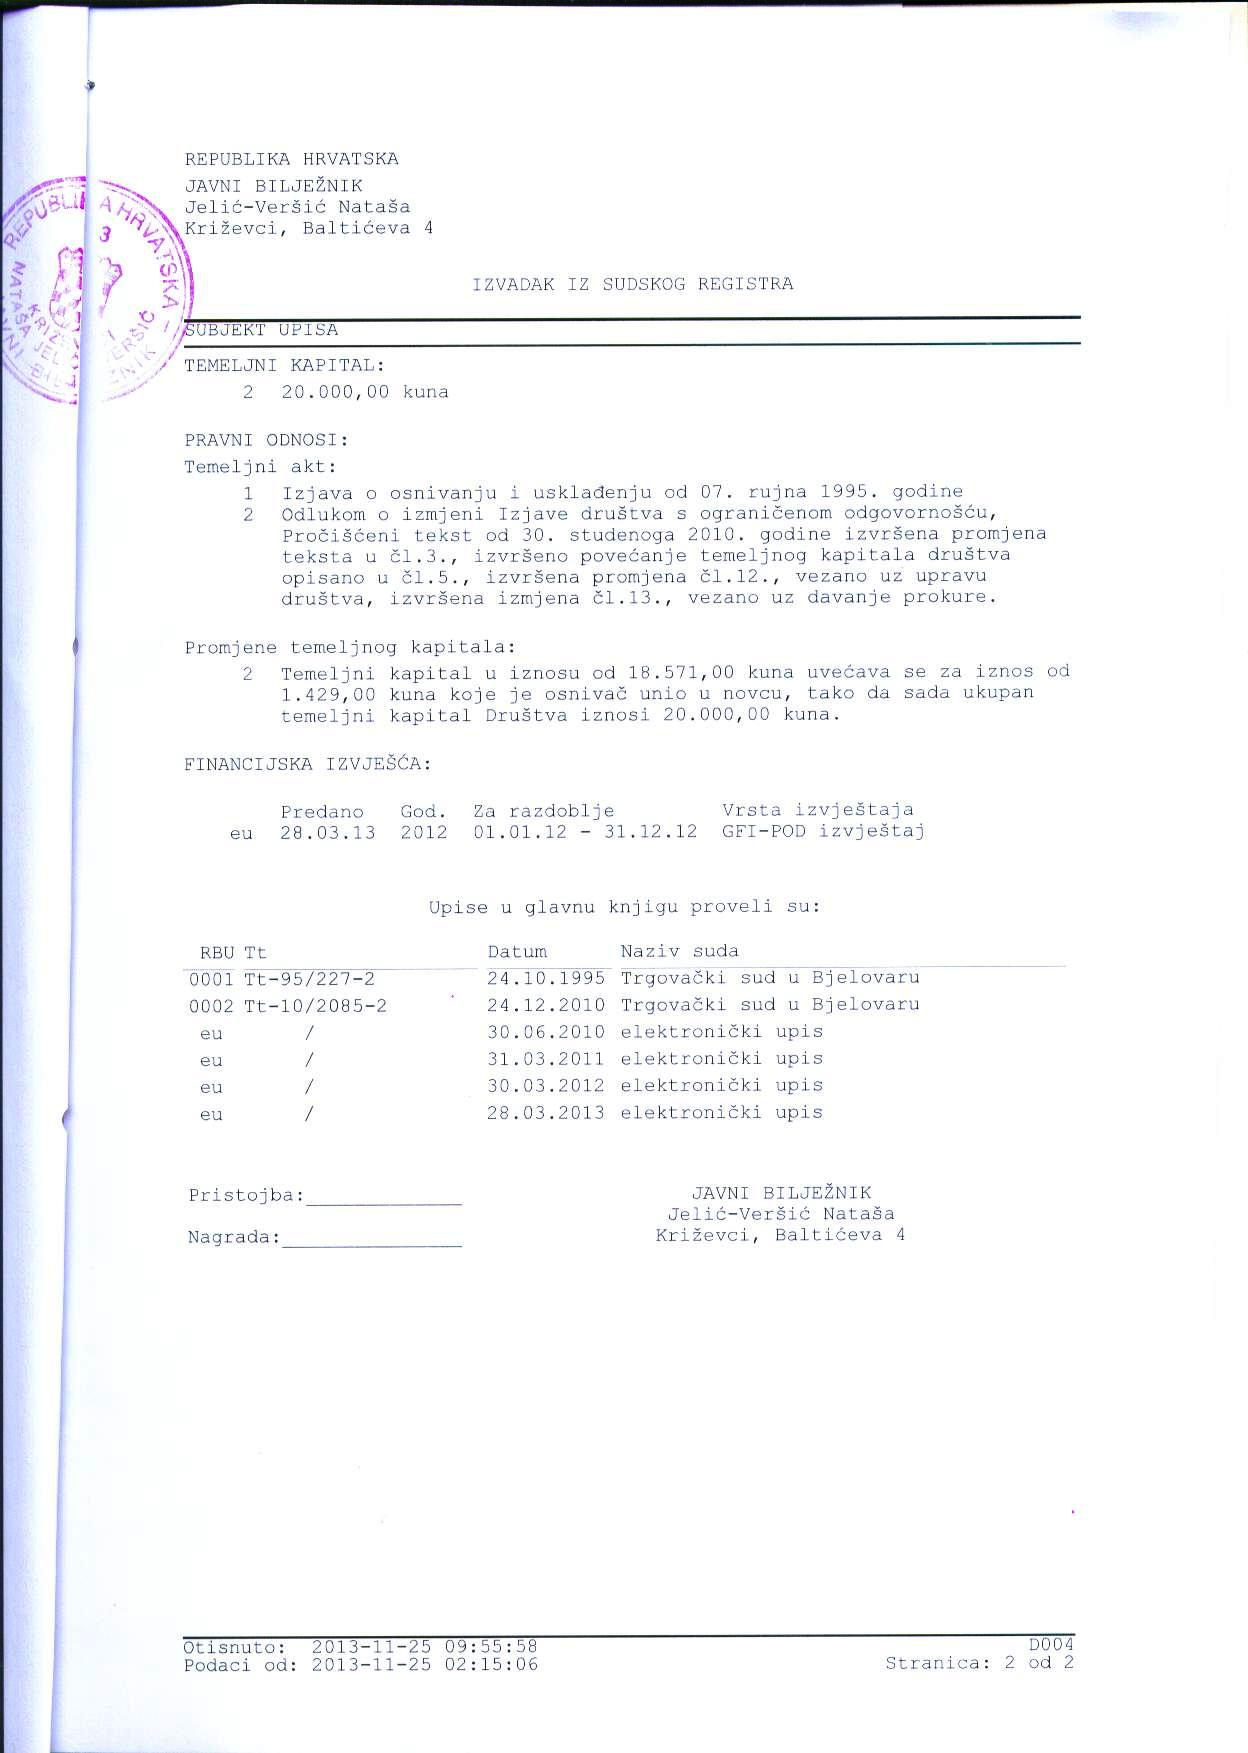 REPUBLIKA HRVATSKA
JAVNI BILJEŽNIK
Jelić-Veršić Nataša
Križevci, Baltićeva 4
REPUBLIKA HRVATSKA
3
IZVADAK IZ SUDSKOG REGISTRA
SUBJEKT UPISA
TEMELJNI KAPITAL:
2 20.000,00 kuna
PRAVNI ODNOSI:
Temeljni akt:
1 Izjava o osnivanju i usklađenju od 07. rujna 1995. godine
2 Odlukom o izmjeni Izjave društva s ograničenom odgovornošću,
Pročišćeni tekst od 30. studenoga 2010. godine izvršena promjena
teksta u čl.3., izvršeno povećanje temeljnog kapitala društva
opisano u čl.5., izvršena promjena čl.12., vezano uz upravu
društva, izvršena izmjena čl.13., vezano uz davanje prokure.
Promjene temeljnog kapitala:
2 Temeljni kapital u iznosu od 18.571,00 kuna uvećava se za iznos od
1.429,00 kuna koje je osnivač unio u novcu, tako da sada ukupan
temeljni kapital Društva iznosi 20.000,00 kuna.
FINANCIJSKA IZVJEŠĆA:
Predano God. Za razdoblje Vrsta izvještaja
eu 28.03.13 2012 01.01.12 - 31.12.12 GFI-POD izvještaj
Upise u glavnu knjigu proveli su:
RBU Tt Datum Naziv suda
0001 Tt-95/227-2 24.10.1995 Trgovački sud u Bjelovaru
0002 Tt-10/2085-2 24.12.2010 Trgovački sud u Bjelovaru
eu / 30.06.2010 elektronički upis
eu / 31.03.2011 elektronički upis
eu / 30.03.2012 elektronički upis
eu / 28.03.2013 elektronički upis
Pristojba:_____________
Nagrada:_______________
JAVNI BILJEŽNIK
Jelić-Veršić Nataša
Križevci, Baltićeva 4
Otisnuto: 2013-11-25 09:55:58 D004
Podaci od: 2013-11-25 02:15:06 Stranica: 2 od 2